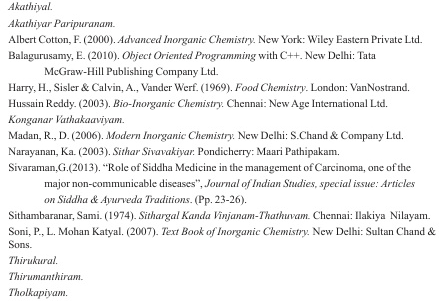 Akathiyal.
Akathiyar Paripuranam.
Albert Cotton, F. (2000). Advanced Inorganic Chemistry. New York: Wiley Eastern Private Ltd.
Balagurusamy, E. (2010). Object Oriented Programming with C++. New Delhi: Tata
McGraw-Hill Publishing Company Ltd.
Harry, H., Sisler & Calvin, A., Vander Werf. (1969). Food Chemistry. London: VanNostrand.
Hussain Reddy. (2003). Bio-Inorganic Chemistry. Chennai: New Age International Ltd.
Konganar Vathakaaviyam.
Madan, R., D. (2006). Modern Inorganic Chemistry. New Delhi: S.Chand & Company Ltd.
Narayanan, Ka. (2003). Sithar Sivavakiyar. Pondicherry: Maari Pathipakam.
Sivaraman,G.(2013). “Role of Siddha Medicine in the management of Carcinoma, one of the
major non-communicable diseases”, Journal of Indian Studies, special issue: Articles
on Siddha & Ayurveda Traditions. (Pp. 23-26).
Sithambaranar, Sami. (1974). Sithargal Kanda Vinjanam-Thathuvam. Chennai: Ilakiya Nilayam.
Soni, P., L. Mohan Katyal. (2007). Text Book of Inorganic Chemistry. New Delhi: Sultan Chand &
Sons.
Thirukural.
Thirumanthiram.
Tholkapiyam.